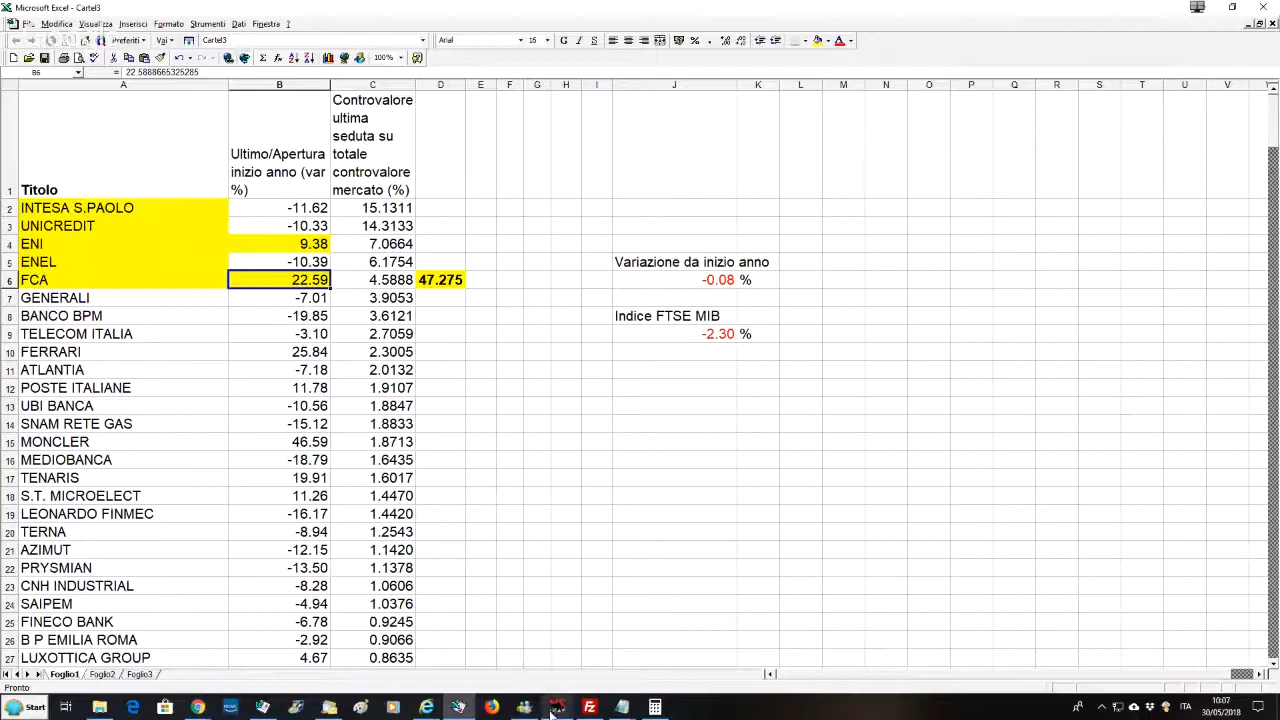 Microsoft Excel - Cartel3
File Modifica Visualizza Inserisci Formato Strumenti Dati Finestra ?
Preferiti Vai Cartel3 Arial 16 G C S
100%
B6 = 22.5888665325285
A B C D E F G H I J K L M N O P Q R S T U V
1 Titolo Ultimo/Apertura inizio anno (var %) Controvalore ultima seduta su totale controvalore mercato (%)
2 INTESA S.PAOLO -11.62 15.1311
3 UNICREDIT -10.33 14.3133
4 ENI 9.38 7.0664
5 ENEL -10.39 6.1754 Variazione da inizio anno
6 FCA 22.59 4.5888 47.275 -0.08 %
7 GENERALI -7.01 3.9053
8 BANCO BPM -19.85 3.6121 Indice FTSE MIB
9 TELECOM ITALIA -3.10 2.7059 -2.30 %
10 FERRARI 25.84 2.3005
11 ATLANTIA -7.18 2.0132
12 POSTE ITALIANE 11.78 1.9107
13 UBI BANCA -10.56 1.8847
14 SNAM RETE GAS -15.12 1.8833
15 MONCLER 46.59 1.8713
16 MEDIOBANCA -18.79 1.6435
17 TENARIS 19.91 1.6017
18 S.T. MICROELECT 11.26 1.4470
19 LEONARDO FINMEC -16.17 1.4420
20 TERNA -8.94 1.2543
21 AZIMUT -12.15 1.1420
22 PRYSMIAN -13.50 1.1378
23 CNH INDUSTRIAL -8.28 1.0606
24 SAIPEM -4.94 1.0376
25 FINECO BANK -6.78 0.9245
26 B P EMILIA ROMA -2.92 0.9066
27 LUXOTTICA GROUP 4.67 0.8635
Foglio1 Foglio2 Foglio3
Pronto
Start ITA 10:07
30/05/2018